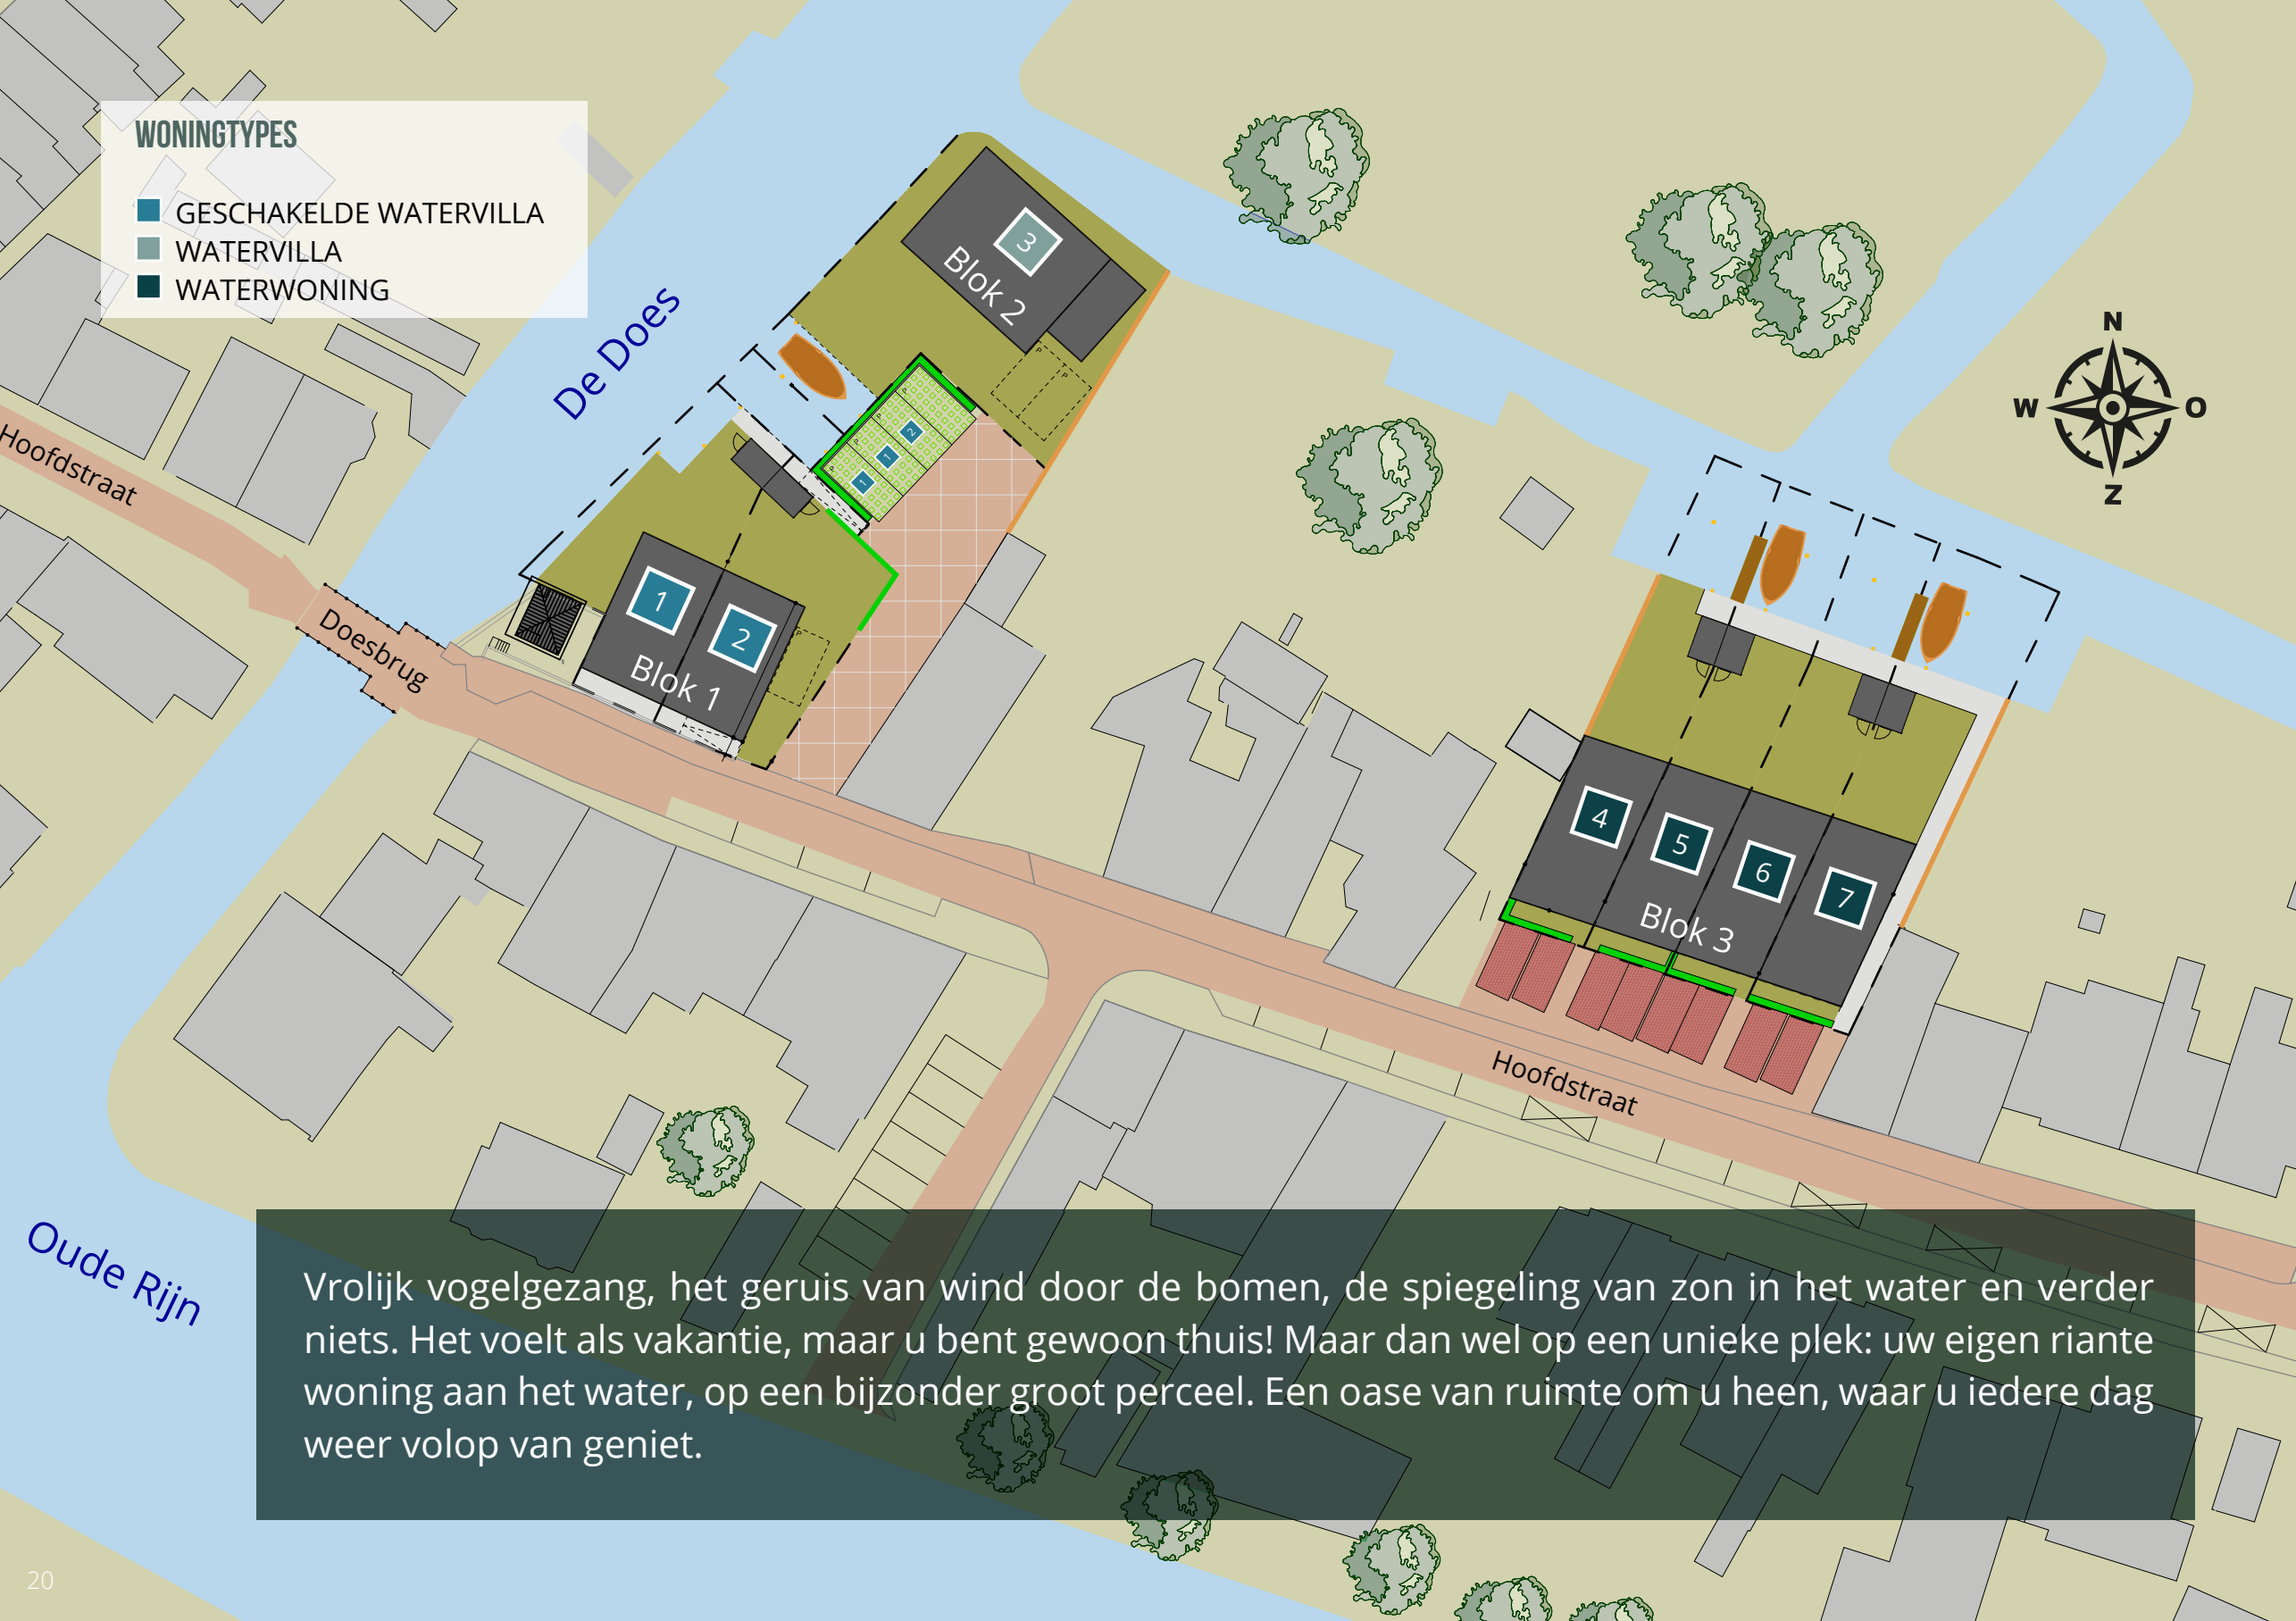 WONINGTYPES
GESCHAKELDE WATERVILLA
WATERVILLA
WATERWONING
De Does
3
Blok 2
P
P
P
2
P
1
P
1
P
1
2
Blok 1
P
Hoofdstraat
Doesbrug
N
W
O
Z
4
5
6
7
Blok 3
Hoofdstraat
Oude Rijn
Vrolijk vogelgezang, het geruis van wind door de bomen, de spiegeling van zon in het water en verder
niets. Het voelt als vakantie, maar u bent gewoon thuis! Maar dan wel op een unieke plek: uw eigen riante
woning aan het water, op een bijzonder groot perceel. Een oase van ruimte om u heen, waar u iedere dag
weer volop van geniet.
20